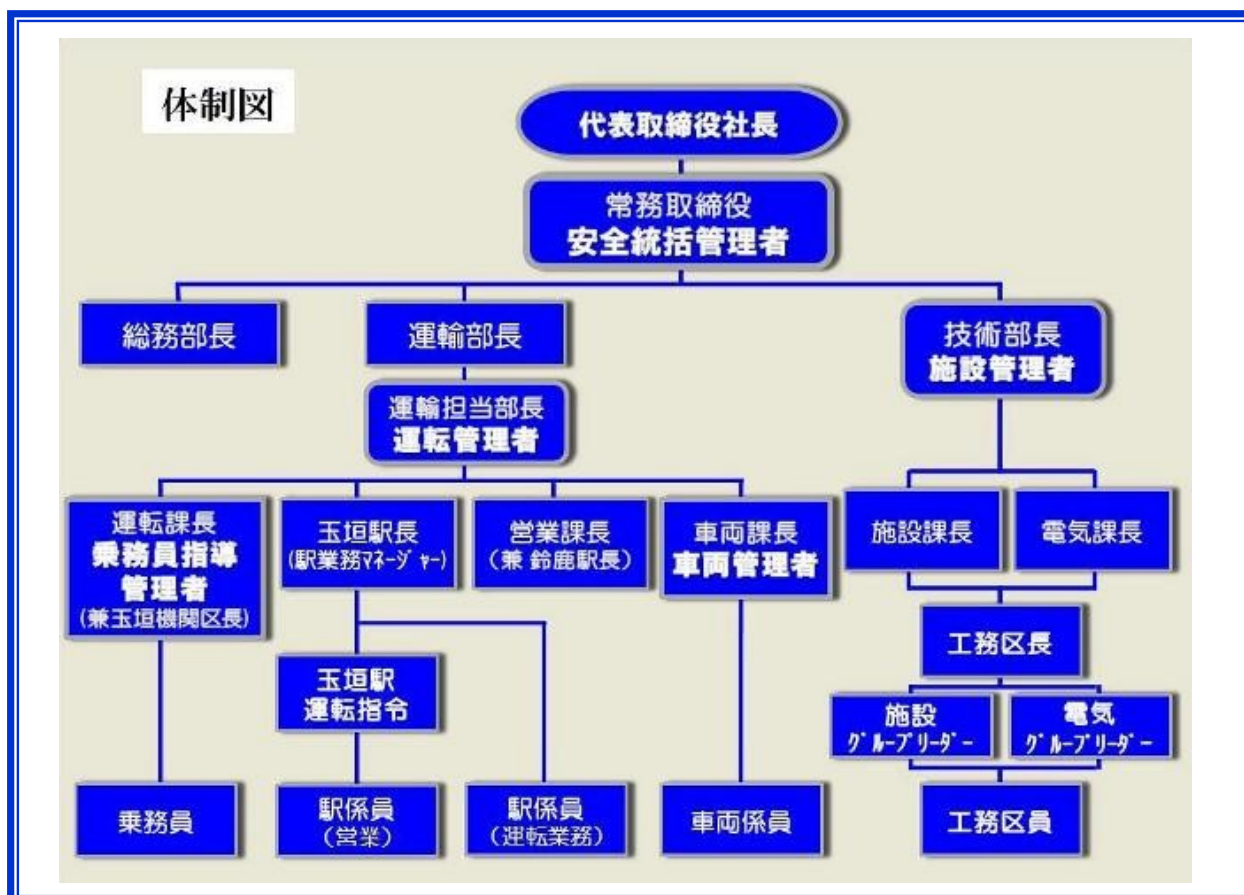 体制図
代表取締役社長
常務取締役
安全統括管理者
総務部長
運輸部長
技術部長
施設管理者
運輸担当部長
運転管理者
運転課長
乗務員指導
管理者
(兼玉垣機関区長)
玉垣駅長
(駅業務ﾏﾈｰｼﾞｬｰ)
営業課長
(兼 鈴鹿駅長)
車両課長
車両管理者
施設課長
電気課長
工務区長
玉垣駅
運転指令
施設
ｸﾞﾙｰﾌﾟﾘｰﾀﾞｰ
電気
ｸﾞﾙｰﾌﾟﾘｰﾀﾞｰ
乗務員
駅係員
(営業)
駅係員
(運転業務)
車両係員
工務区員